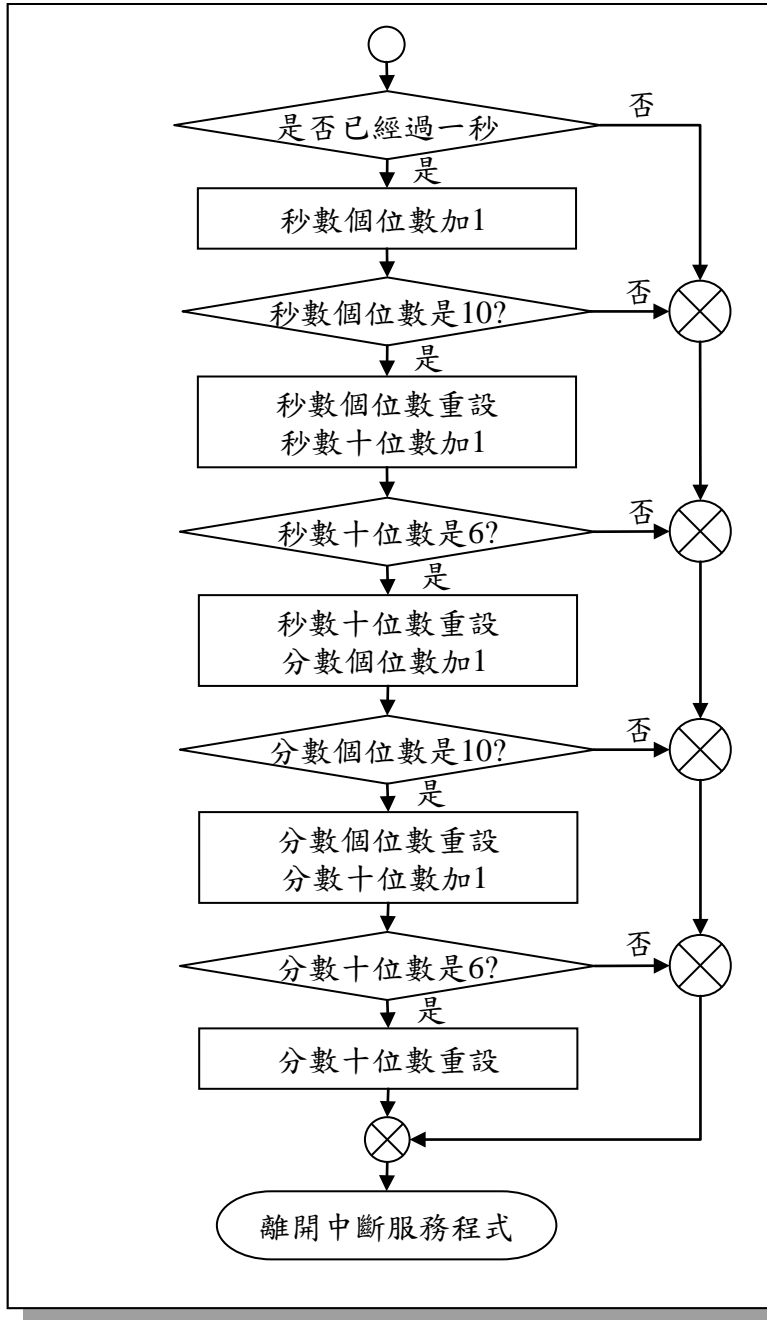 是否已經過一秒
否
是
秒數個位數加1
秒數個位數是10?
否
是
秒數個位數重設
秒數十位數加1
秒數十位數是6?
否
是
秒數十位數重設
分數個位數加1
分數個位數是10?
否
是
分數個位數重設
分數十位數加1
分數十位數是6?
否
是
分數十位數重設
離開中斷服務程式